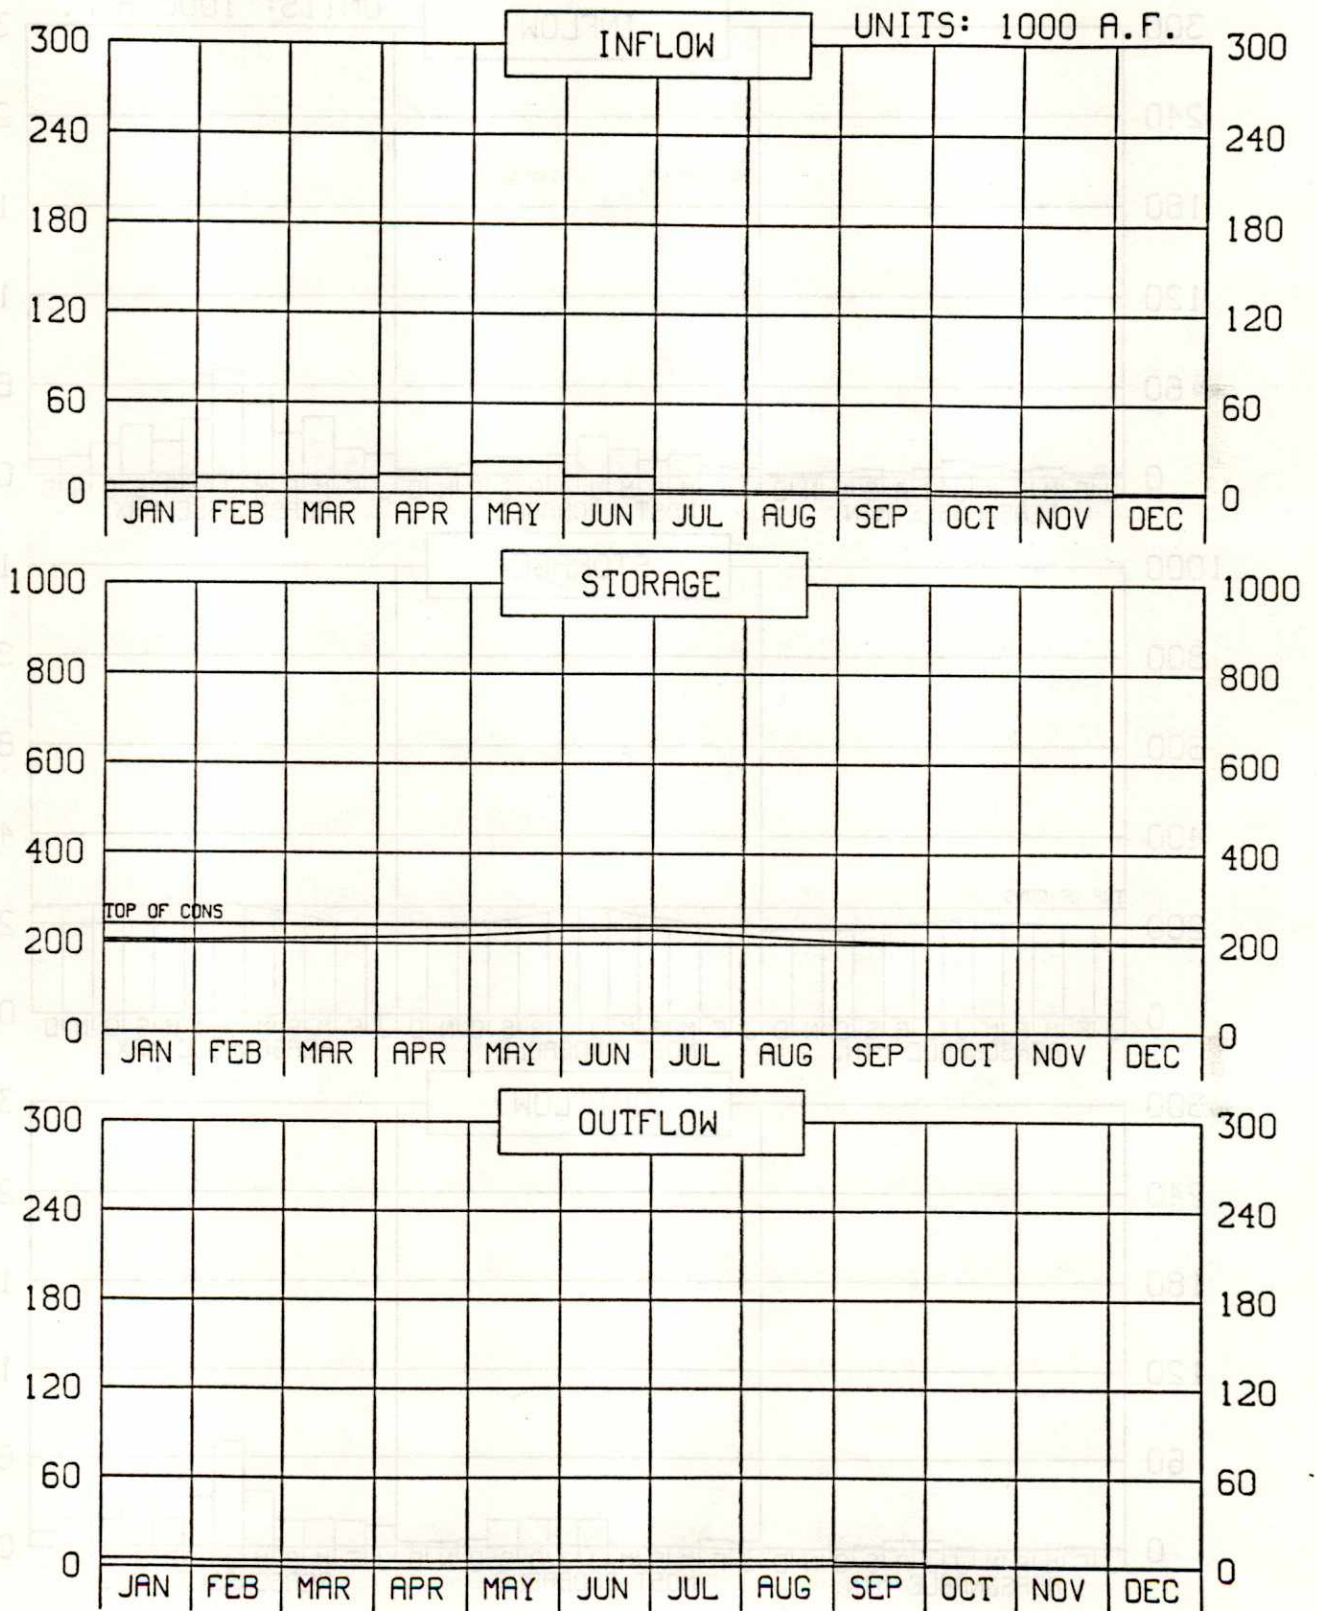 INFLOW
UNITS: 1000 A.F.
300 300
240 240
180 180
120 120
60 60
0 0
JAN FEB MAR APR MAY JUN JUL AUG SEP OCT NOV DEC
STORAGE
1000 1000
800 800
600 600
400 400
TOP OF CONS
200 200
0 0
JAN FEB MAR APR MAY JUN JUL AUG SEP OCT NOV DEC
OUTFLOW
300 300
240 240
180 180
120 120
60 60
0 0
JAN FEB MAR APR MAY JUN JUL AUG SEP OCT NOV DEC